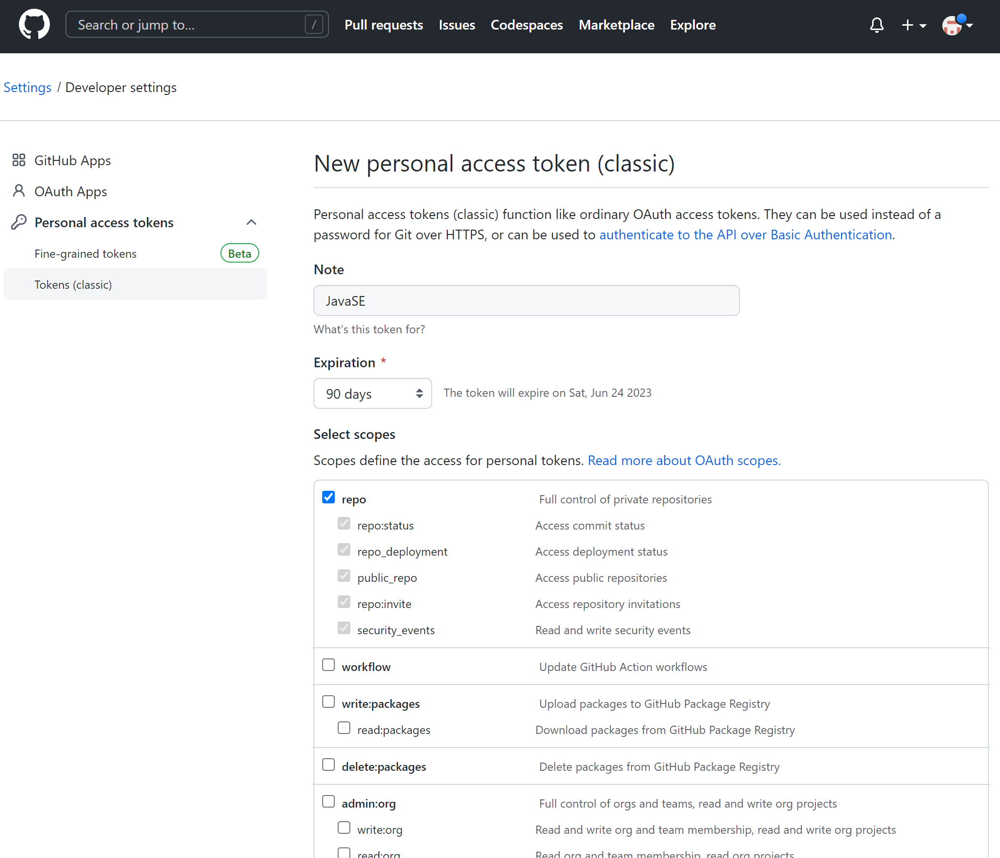 Search or jump to...
/
Pull requests
Issues
Codespaces
Marketplace
Explore
Settings / Developer settings
GitHub Apps
OAuth Apps
Personal access tokens
Fine-grained tokens
Beta
Tokens (classic)
New personal access token (classic)
Personal access tokens (classic) function like ordinary OAuth access tokens. They can be used instead of a
password for Git over HTTPS, or can be used to authenticate to the API over Basic Authentication.
Note
JavaSE
What's this token for?
Expiration *
90 days
The token will expire on Sat, Jun 24 2023
Select scopes
Scopes define the access for personal tokens. Read more about OAuth scopes.
repo Full control of private repositories
repo:status Access commit status
repo_deployment Access deployment status
public_repo Access public repositories
repo:invite Access repository invitations
security_events Read and write security events
workflow Update GitHub Action workflows
write:packages Upload packages to GitHub Package Registry
read:packages Download packages from GitHub Package Registry
delete:packages Delete packages from GitHub Package Registry
admin:org Full control of orgs and teams, read and write org projects
write:org Read and write org and team membership, read and write org projects
read:org Read org and team membership, read org projects